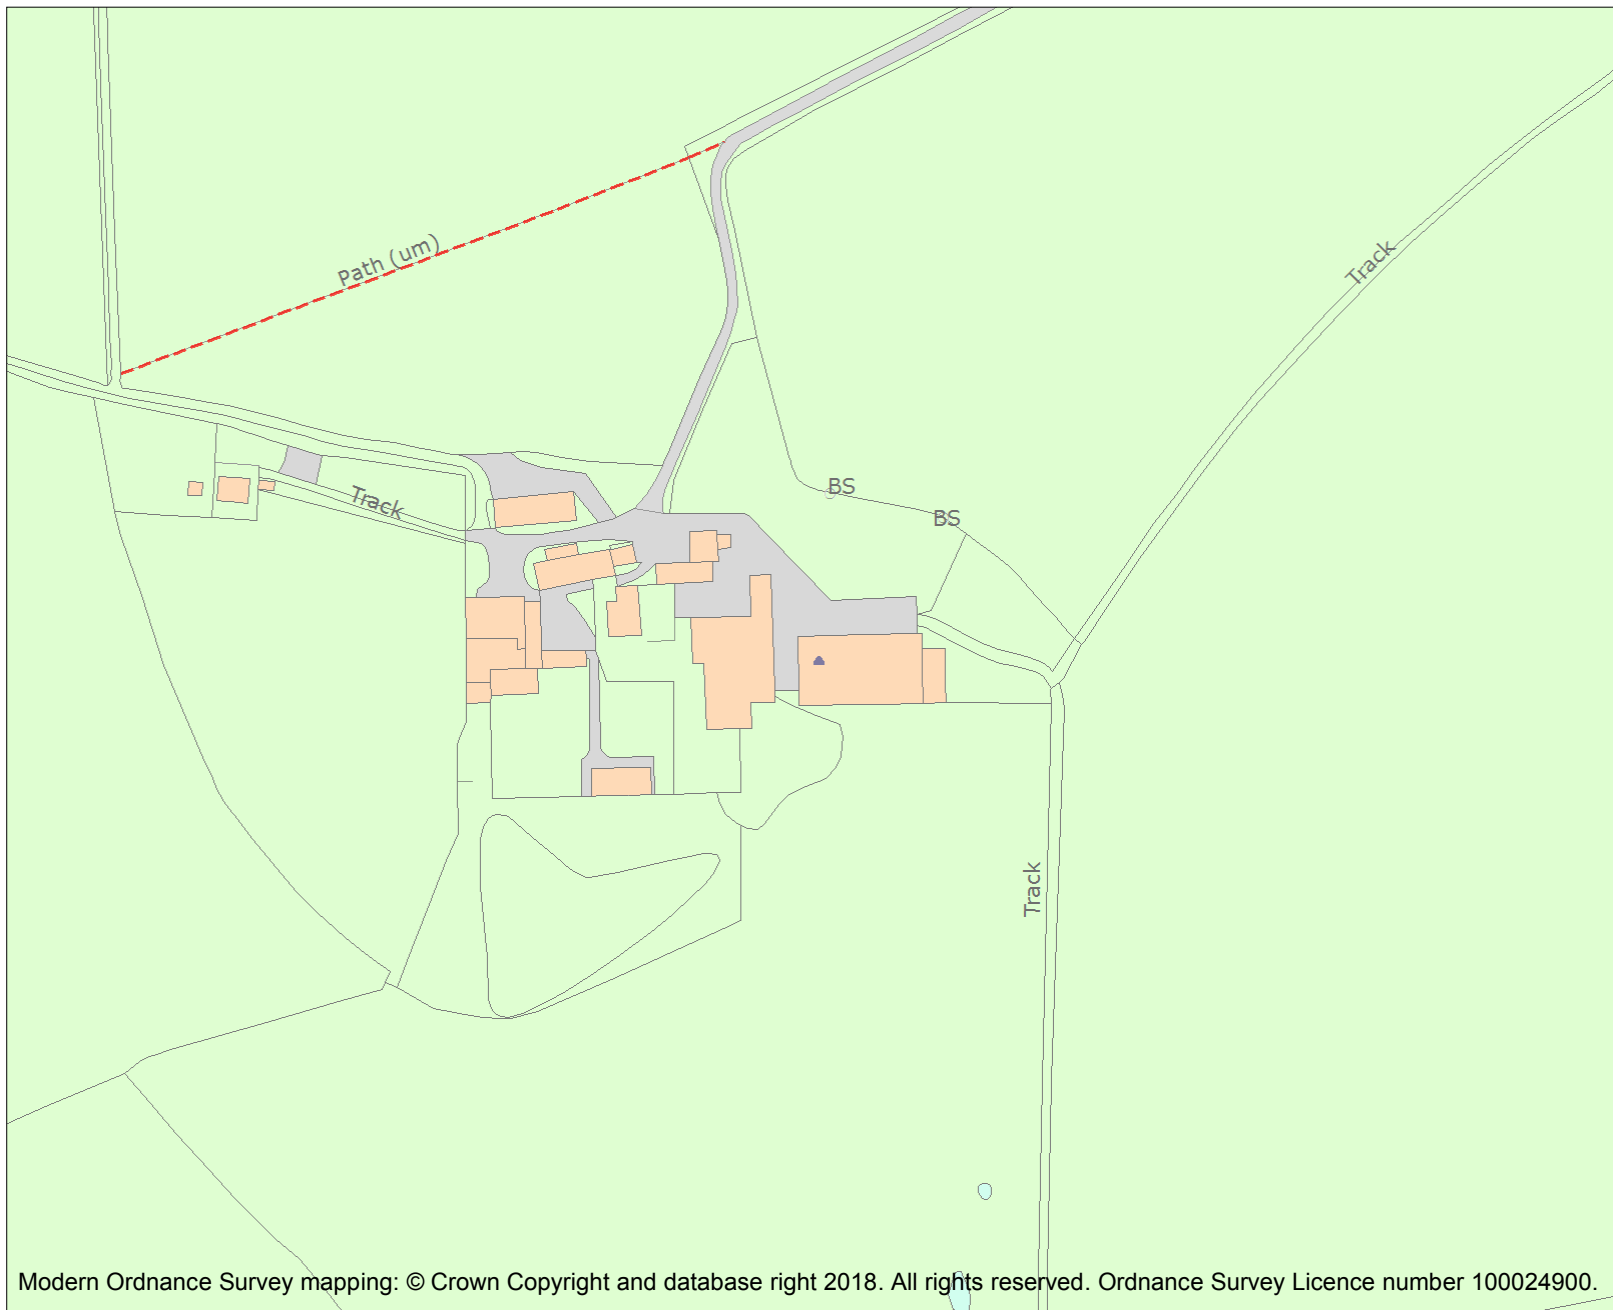 Path (um)
Track
Track
BS
BS
Track
Modern Ordnance Survey mapping: © Crown Copyright and database right 2018. All rights reserved. Ordnance Survey Licence number 100024900.